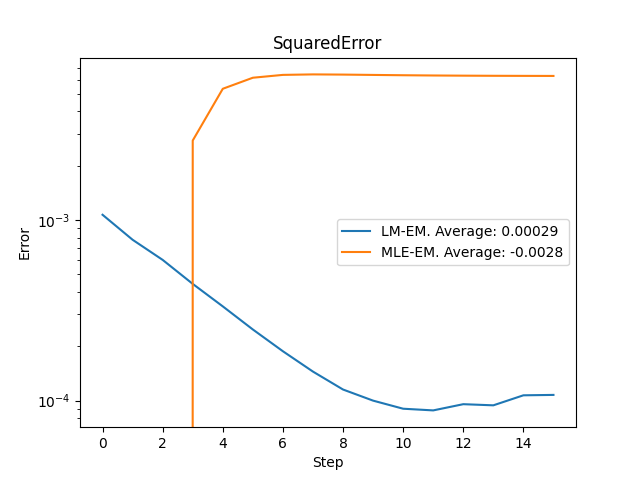 SquaredError
Error
10⁻³
10⁻⁴
LM-EM. Average: 0.00029
MLE-EM. Average: -0.0028
0 2 4 6 8 10 12 14
Step